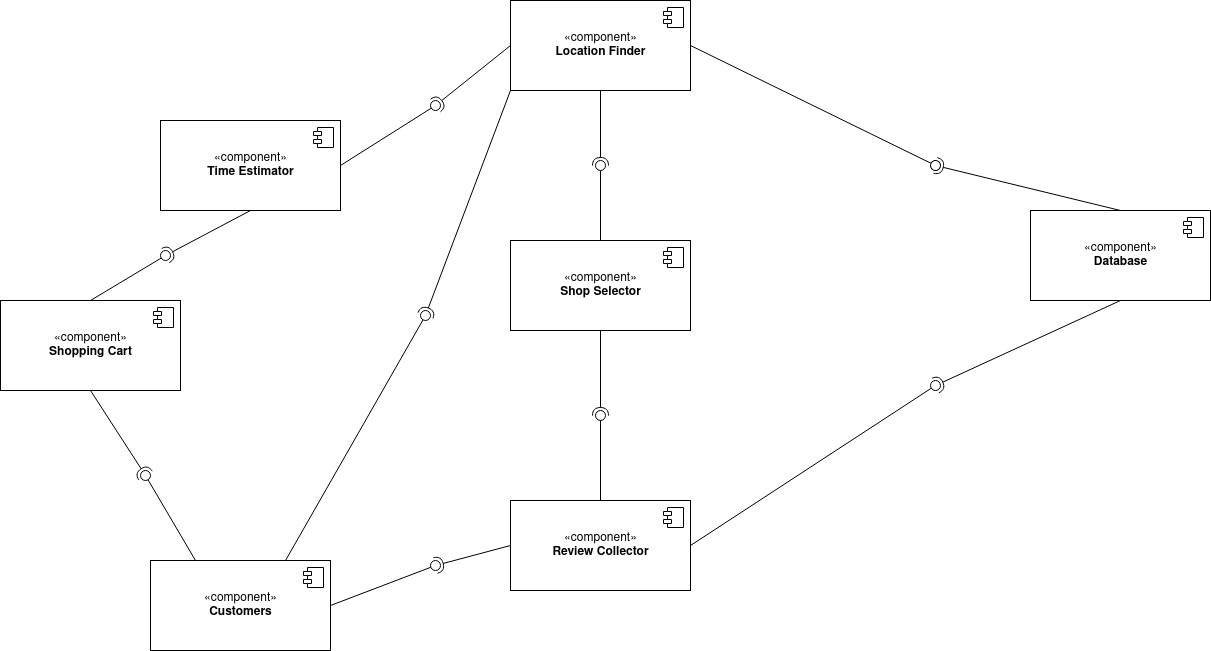 «component»
Location Finder
«component»
Time Estimator
«component»
Database
«component»
Shop Selector
«component»
Shopping Cart
«component»
Review Collector
«component»
Customers